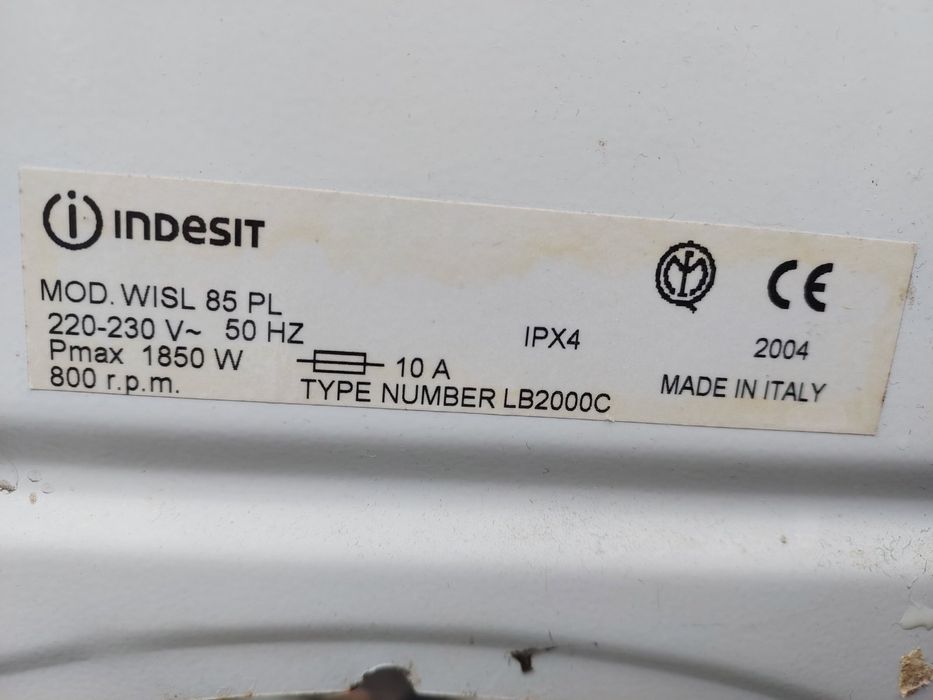 INDESIT
MOD. WISL 85 PL
220-230 V~ 50 HZ
Pmax 1850 W
10 A
800 r.p.m.
TYPE NUMBER LB2000C
IPX4
CE
2004
MADE IN ITALY